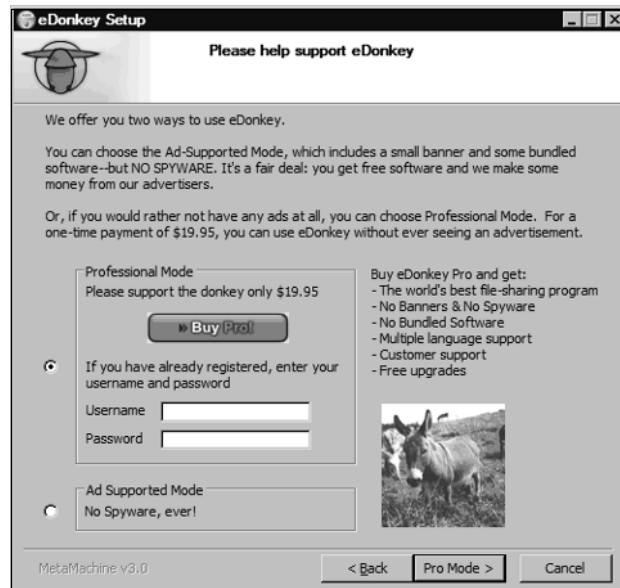 eDonkey Setup
Please help support eDonkey
We offer you two ways to use eDonkey.
You can choose the Ad-Supported Mode, which includes a small banner and some bundled
software--but NO SPYWARE. It's a fair deal: you get free software and we make some
money from our advertisers.
Or, if you would rather not have any ads at all, you can choose Professional Mode. For a
one-time payment of $19.95, you can use eDonkey without ever seeing an advertisement.
Professional Mode
Please support the donkey only $19.95
» Buy Pro!
If you have already registered, enter your
username and password
Username
Password
Buy eDonkey Pro and get:
- The world's best file-sharing program
- No Banners & No Spyware
- No Bundled Software
- Multiple language support
- Customer support
- Free upgrades
Ad Supported Mode
No Spyware, ever!
MetaMachine v3.0
< Back
Pro Mode >
Cancel